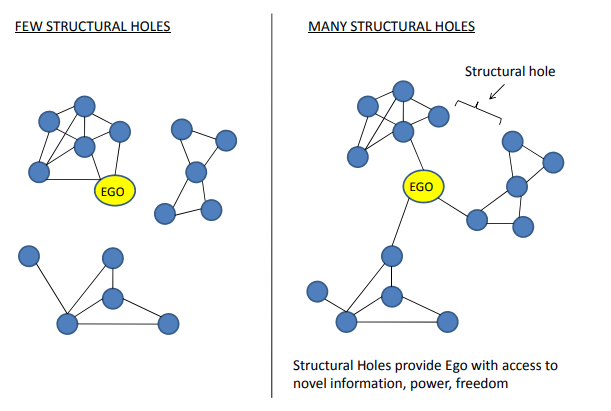 FEW STRUCTURAL HOLES
EGO
MANY STRUCTURAL HOLES
Structural hole
EGO
Structural Holes provide Ego with access to
novel information, power, freedom